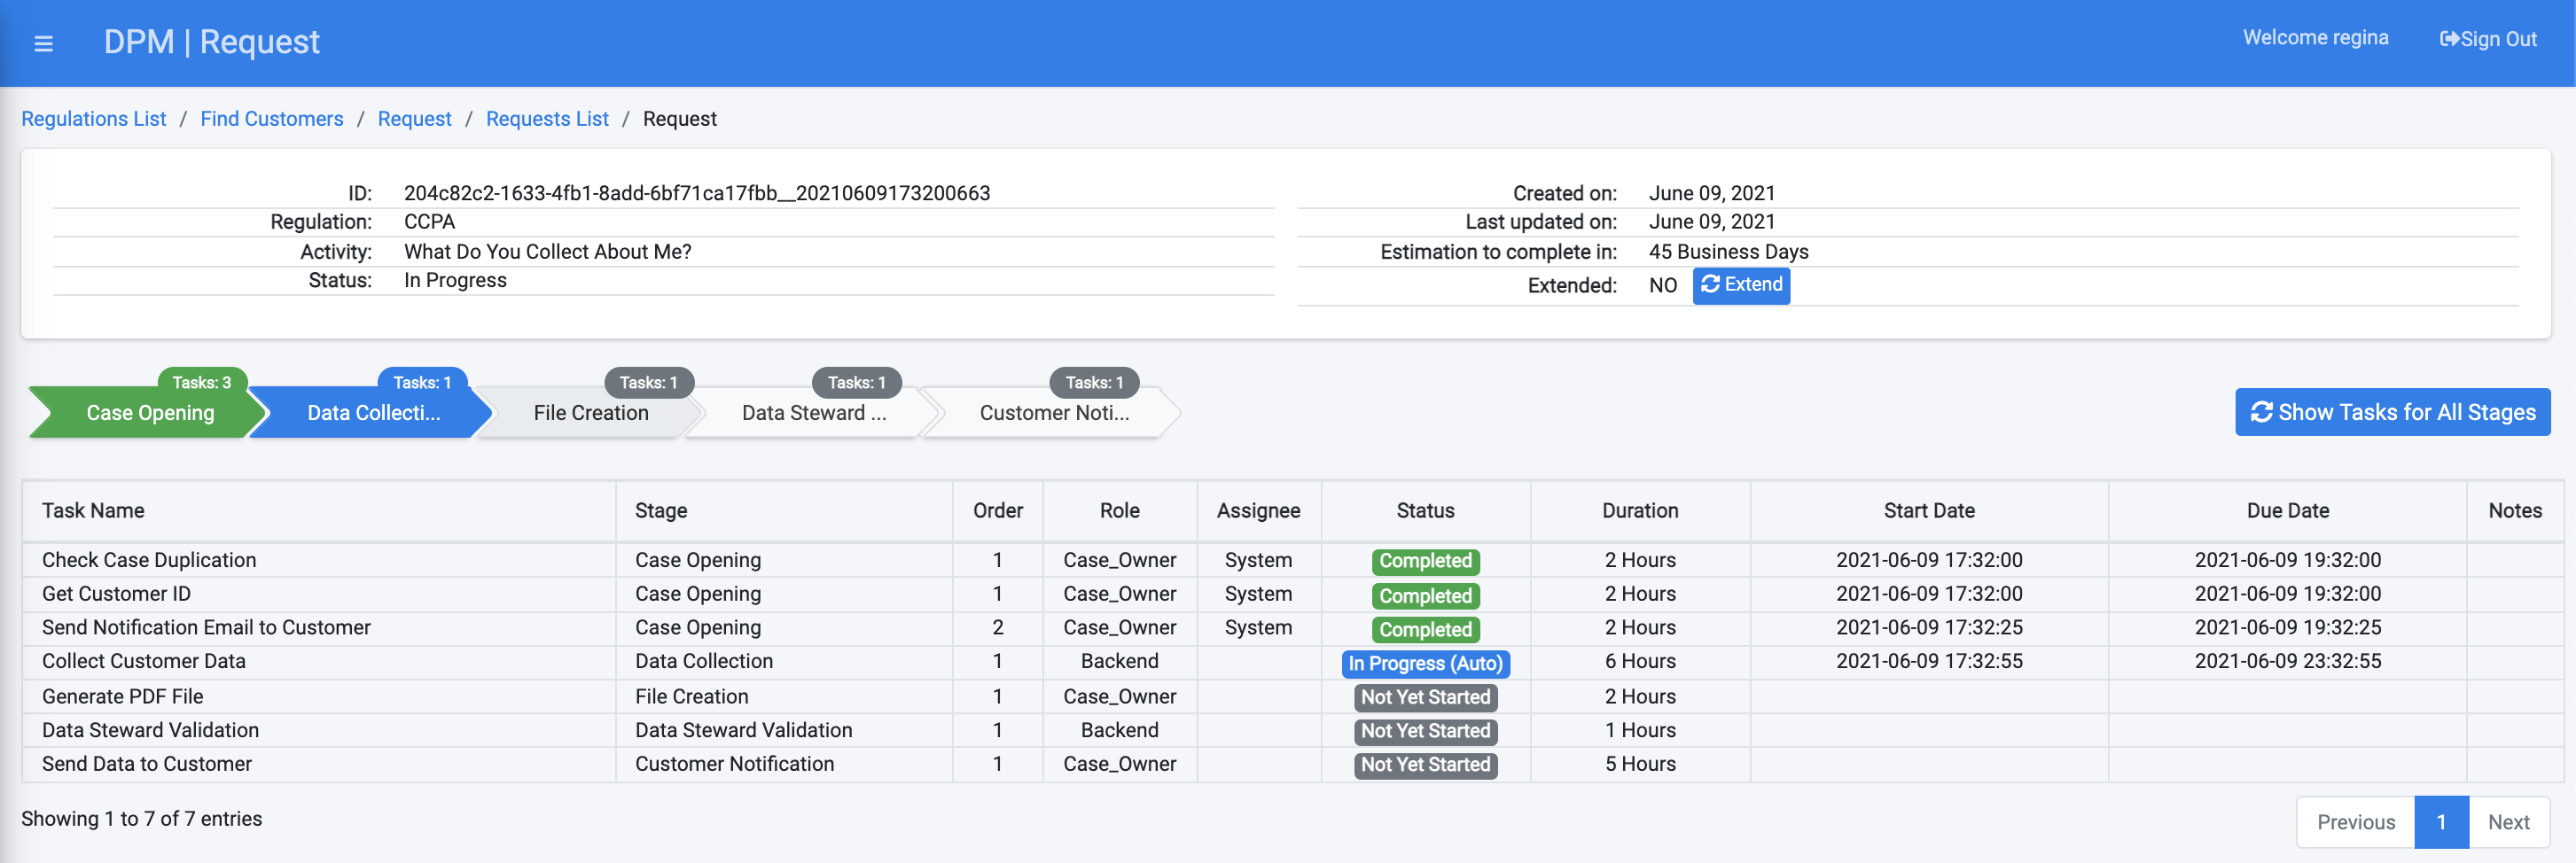 DPM | Request
Welcome regina
Sign Out
Regulations List / Find Customers / Request / Requests List / Request
ID: 204c82c2-1633-4fb1-8add-6bf71ca17fbb__20210609173200663
Regulation: CCPA
Activity: What Do You Collect About Me?
Status: In Progress
Created on: June 09, 2021
Last updated on: June 09, 2021
Estimation to complete in: 45 Business Days
Extended: NO Extend
Tasks: 3 Tasks: 1 Tasks: 1 Tasks: 1 Tasks: 1
Case Opening Data Collecti... File Creation Data Steward ... Customer Noti...
Show Tasks for All Stages
Task Name Stage Order Role Assignee Status Duration Start Date Due Date Notes
Check Case Duplication Case Opening 1 Case_Owner System Completed 2 Hours 2021-06-09 17:32:00 2021-06-09 19:32:00
Get Customer ID Case Opening 1 Case_Owner System Completed 2 Hours 2021-06-09 17:32:00 2021-06-09 19:32:00
Send Notification Email to Customer Case Opening 2 Case_Owner System Completed 2 Hours 2021-06-09 17:32:25 2021-06-09 19:32:25
Collect Customer Data Data Collection 1 Backend In Progress (Auto) 6 Hours 2021-06-09 17:32:55 2021-06-09 23:32:55
Generate PDF File File Creation 1 Case_Owner Not Yet Started 2 Hours
Data Steward Validation Data Steward Validation 1 Backend Not Yet Started 1 Hours
Send Data to Customer Customer Notification 1 Case_Owner Not Yet Started 5 Hours
Showing 1 to 7 of 7 entries
Previous 1 Next